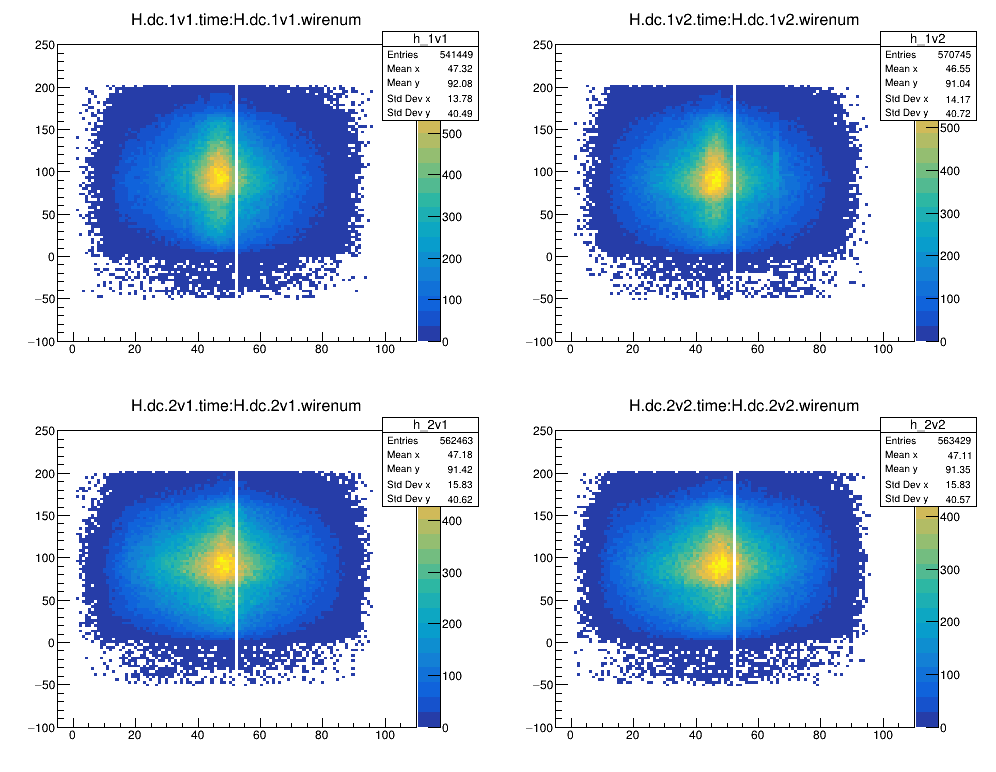 H.dc.1v1.time:H.dc.1v1.wirenum
h_1v1
Entries 541449
Mean x 47.32
Mean y 92.08
Std Dev x 13.78
Std Dev y 40.49
250
200
150
100
50
0
−50
−100
0 20 40 60 80 100
500
400
300
200
100
0
H.dc.1v2.time:H.dc.1v2.wirenum
h_1v2
Entries 570745
Mean x 46.55
Mean y 91.04
Std Dev x 14.17
Std Dev y 40.72
250
200
150
100
50
0
−50
−100
0 20 40 60 80 100
500
400
300
200
100
0
H.dc.2v1.time:H.dc.2v1.wirenum
h_2v1
Entries 562463
Mean x 47.18
Mean y 91.42
Std Dev x 15.83
Std Dev y 40.62
250
200
150
100
50
0
−50
−100
0 20 40 60 80 100
400
300
200
100
0
H.dc.2v2.time:H.dc.2v2.wirenum
h_2v2
Entries 563429
Mean x 47.11
Mean y 91.35
Std Dev x 15.83
Std Dev y 40.57
250
200
150
100
50
0
−50
−100
0 20 40 60 80 100
400
300
200
100
0